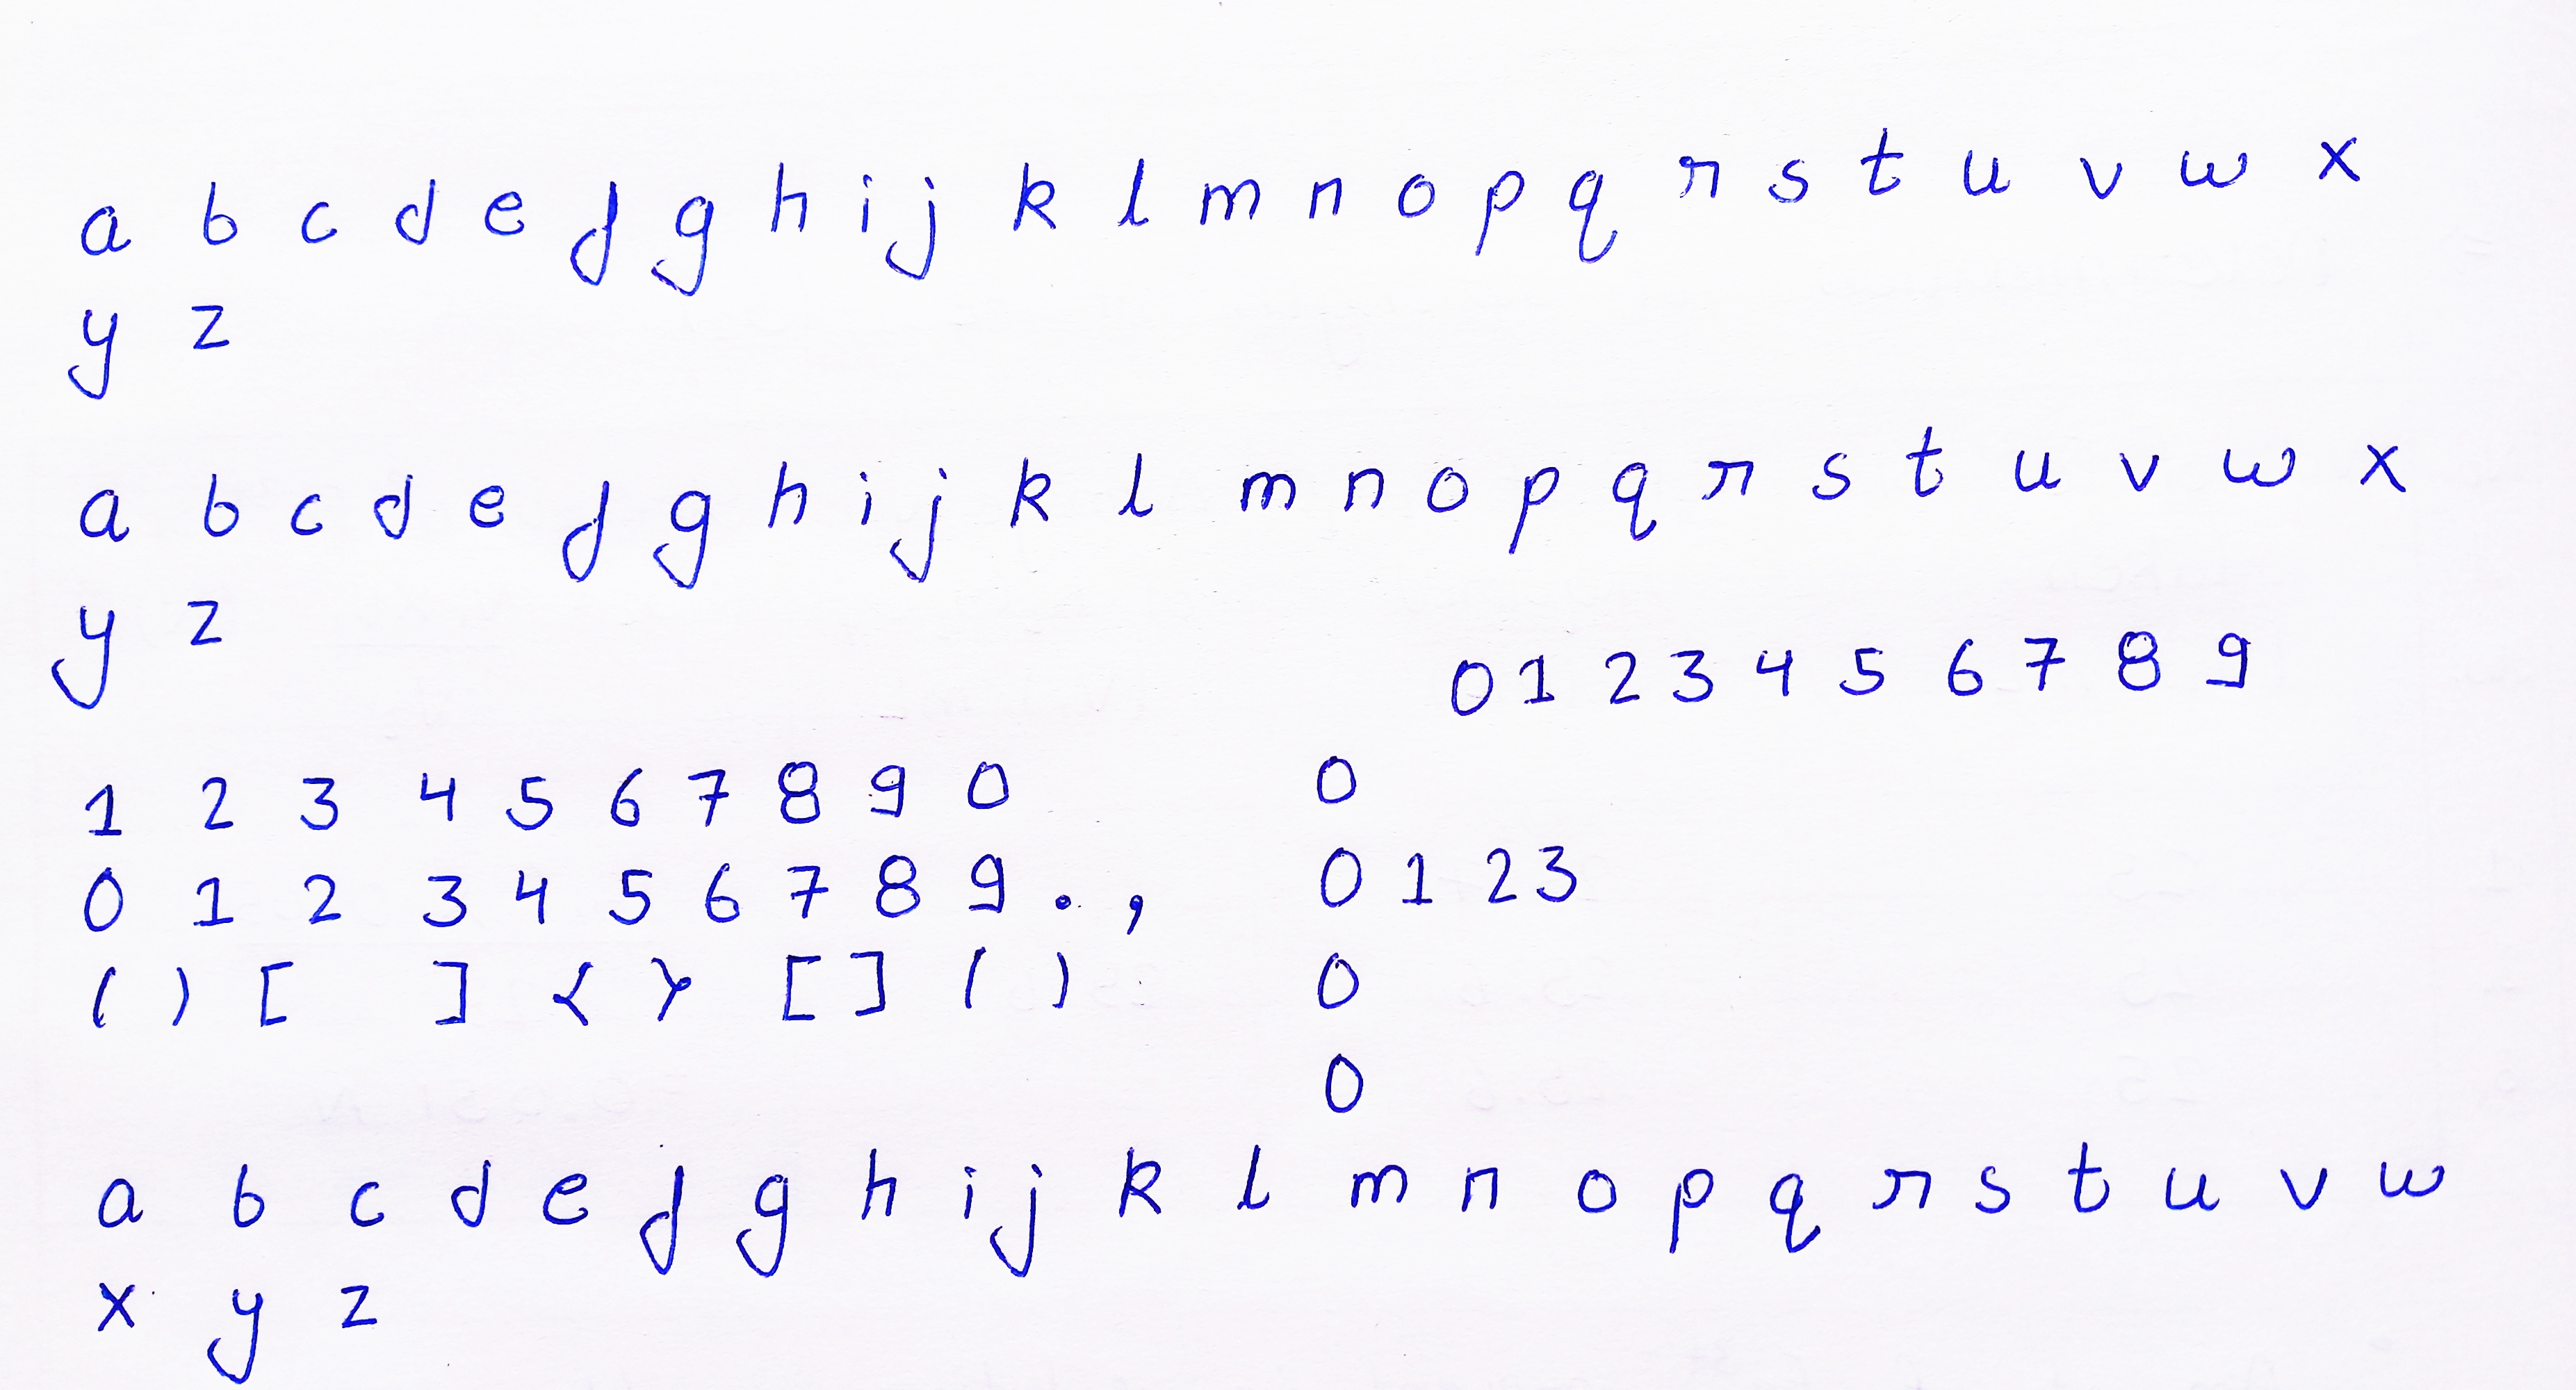 a b c d e f g h i j k l m n o p q r s t u v w x
y z
a b c d e f g h i j k l m n o p q r s t u v w x
y z
0 1 2 3 4 5 6 7 8 9
1 2 3 4 5 6 7 8 9 0 0
0 1 2 3 4 5 6 7 8 9 . , 0 1 2 3
( ) [ ] < > [ ] ( ) 0
0
a b c d e f g h i j k l m n o p q r s t u v w
x y z